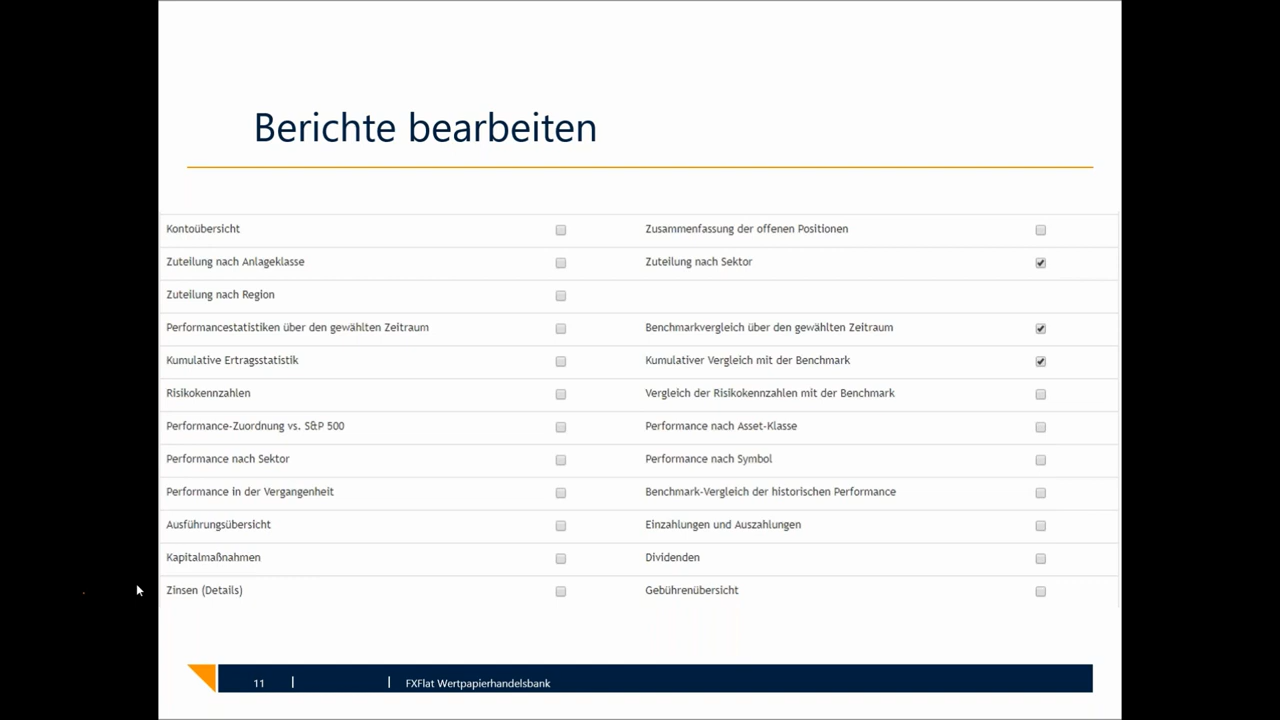 Berichte bearbeiten
Kontoübersicht
Zusammenfassung der offenen Positionen
Zuteilung nach Anlageklasse
Zuteilung nach Sektor
Zuteilung nach Region
Performancestatistiken über den gewählten Zeitraum
Benchmarkvergleich über den gewählten Zeitraum
Kumulative Ertragsstatistik
Kumulativer Vergleich mit der Benchmark
Risikokennzahlen
Vergleich der Risikokennzahlen mit der Benchmark
Performance-Zuordnung vs. S&P 500
Performance nach Asset-Klasse
Performance nach Sektor
Performance nach Symbol
Performance in der Vergangenheit
Benchmark-Vergleich der historischen Performance
Ausführungsübersicht
Einzahlungen und Auszahlungen
Kapitalmaßnahmen
Dividenden
Zinsen (Details)
Gebührenübersicht
11 | | FXFlat Wertpapierhandelsbank